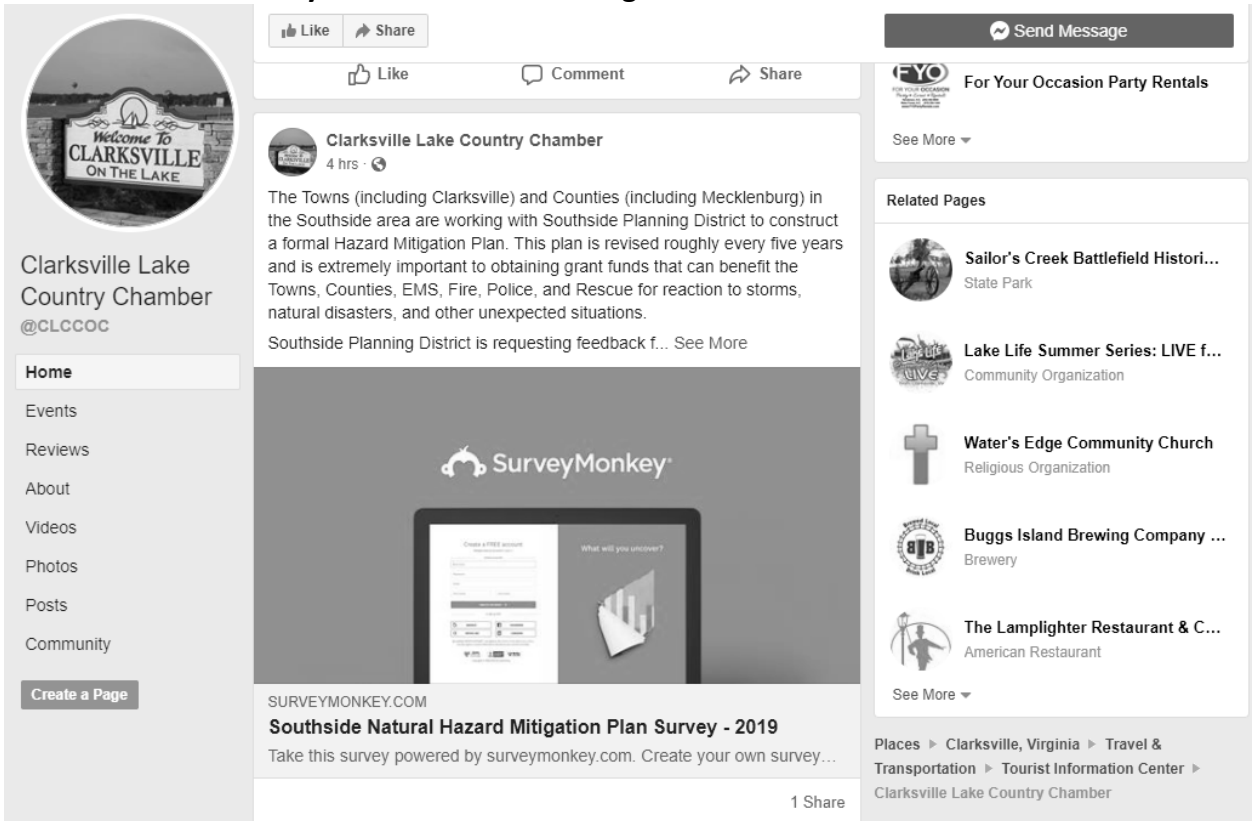 Like
Share
Send Message
Welcome To
CLARKSVILLE
ON THE LAKE
Clarksville Lake
Country Chamber
@CLCCOC
Home
Events
Reviews
About
Videos
Photos
Posts
Community
Create a Page
Like
Comment
Share
Clarksville Lake Country Chamber
4 hrs ·
The Towns (including Clarksville) and Counties (including Mecklenburg) in
the Southside area are working with Southside Planning District to construct
a formal Hazard Mitigation Plan. This plan is revised roughly every five years
and is extremely important to obtaining grant funds that can benefit the
Towns, Counties, EMS, Fire, Police, and Rescue for reaction to storms,
natural disasters, and other unexpected situations.
Southside Planning District is requesting feedback f... See More
SurveyMonkey
Create a FREE account
What will you uncover?
SURVEYMONKEY.COM
Southside Natural Hazard Mitigation Plan Survey - 2019
Take this survey powered by surveymonkey.com. Create your own survey…
1 Share
FYO
FOR YOUR OCCASION
For Your Occasion Party Rentals
See More
Related Pages
Sailor's Creek Battlefield Histori…
State Park
Lake Life Summer Series: LIVE f…
Community Organization
Water's Edge Community Church
Religious Organization
Buggs Island Brewing Company …
Brewery
The Lamplighter Restaurant & C…
American Restaurant
See More
Places ▶ Clarksville, Virginia ▶ Travel &
Transportation ▶ Tourist Information Center ▶
Clarksville Lake Country Chamber